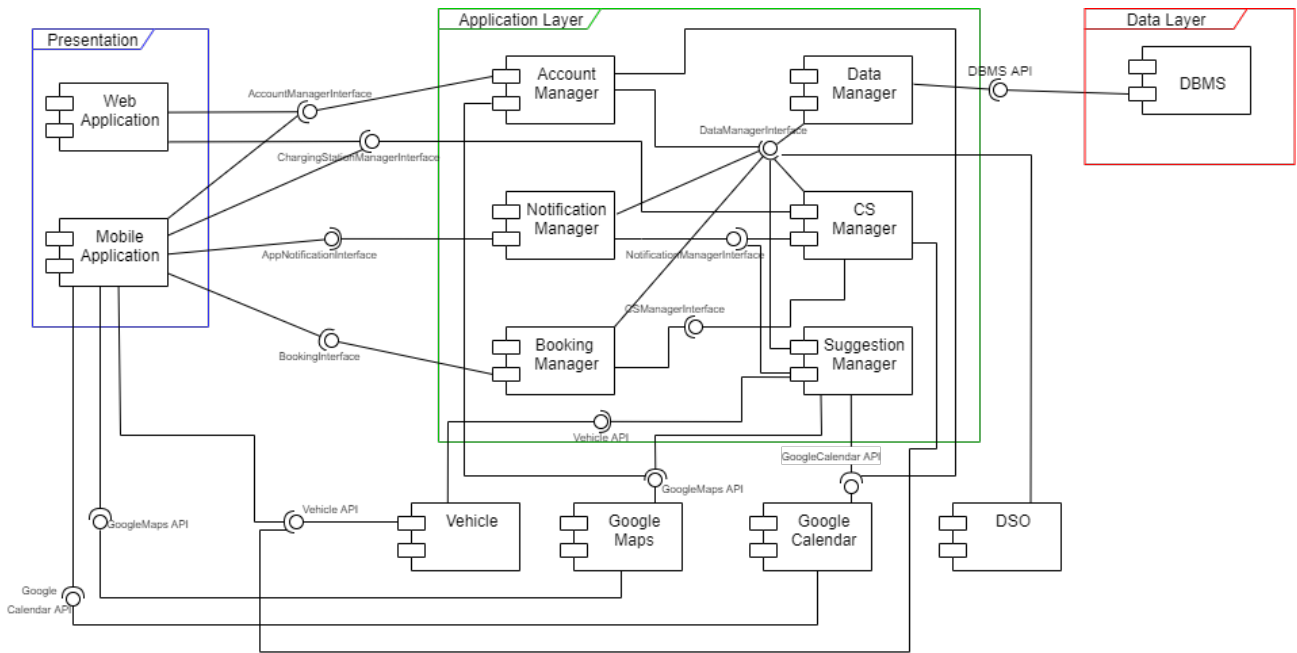 Presentation
Application Layer
Data Layer
Web
Application
Account
Manager
Data
Manager
DBMS API
DBMS
AccountManagerInterface
DataManagerInterface
ChargingStationManagerInterface
Mobile
Application
Notification
Manager
CS
Manager
AppNotificationInterface
NotificationManagerInterface
CSManagerInterface
BookingInterface
Booking
Manager
Suggestion
Manager
Vehicle API
GoogleCalendar API
GoogleMaps API
Vehicle API
GoogleMaps API
Vehicle
Google
Maps
Google
Calendar
DSO
Google
Calendar API